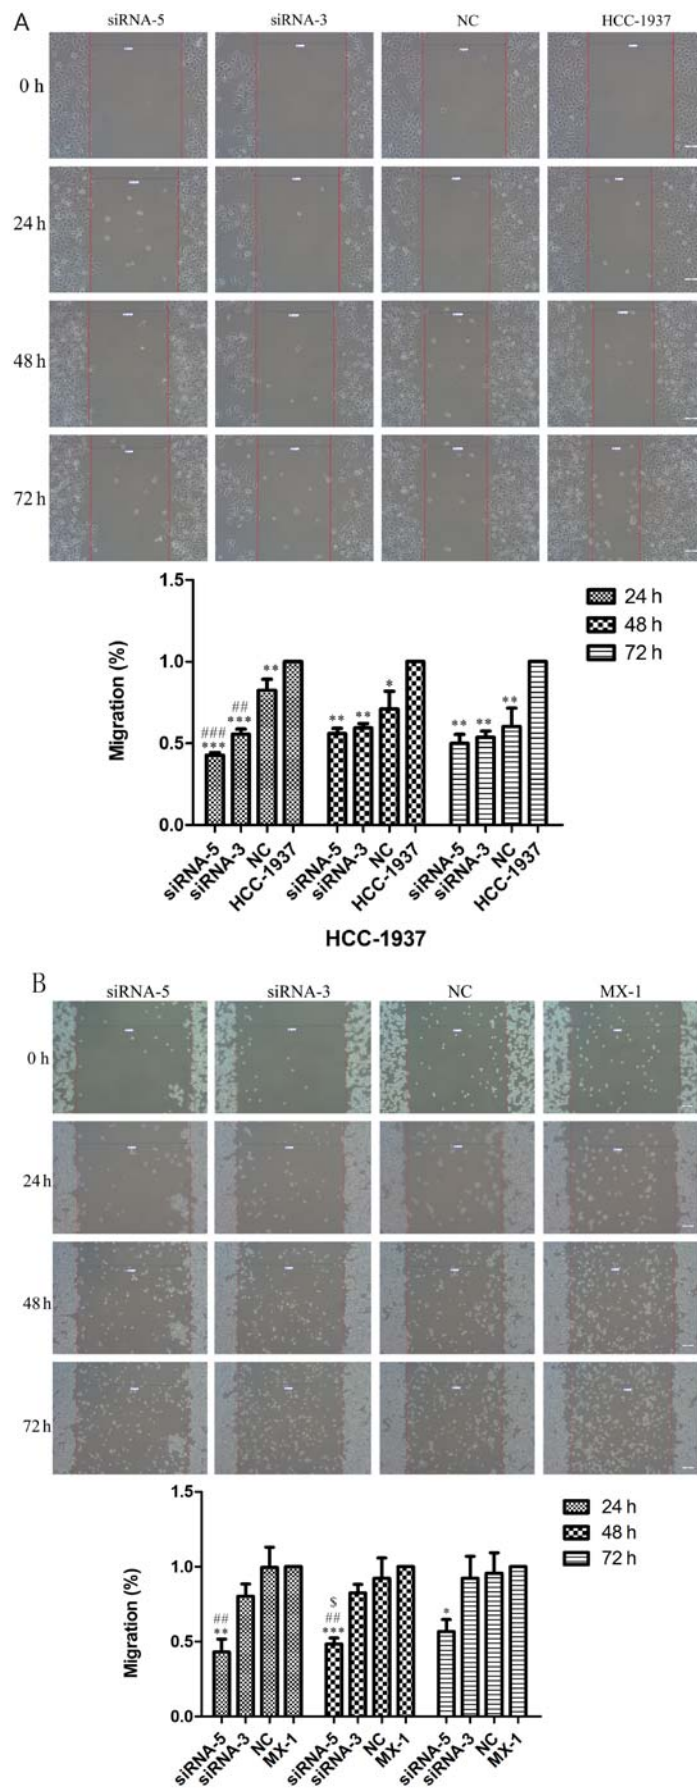 A
siRNA-5 siRNA-3 NC HCC-1937
0 h
24 h
48 h
72 h
Migration (%)
1.5
1.0
0.5
0.0
### *** ## *** ** ** ** * ** ** **
24 h
48 h
72 h
siRNA-5 siRNA-3 NC HCC-1937 siRNA-5 siRNA-3 NC HCC-1937 siRNA-5 siRNA-3 NC HCC-1937
HCC-1937
B
siRNA-5 siRNA-3 NC MX-1
0 h
24 h
48 h
72 h
Migration (%)
1.5
1.0
0.5
0.0
## ** $ ## *** *
24 h
48 h
72 h
siRNA-5 siRNA-3 NC MX-1 siRNA-5 siRNA-3 NC MX-1 siRNA-5 siRNA-3 NC MX-1